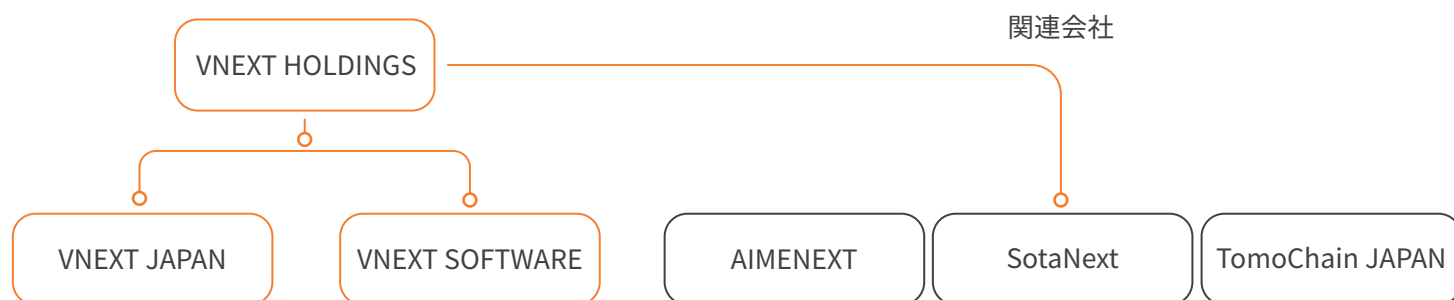 関連会社
VNEXT HOLDINGS
VNEXT JAPAN
VNEXT SOFTWARE
AIMENEXT
SotaNext
TomoChain JAPAN